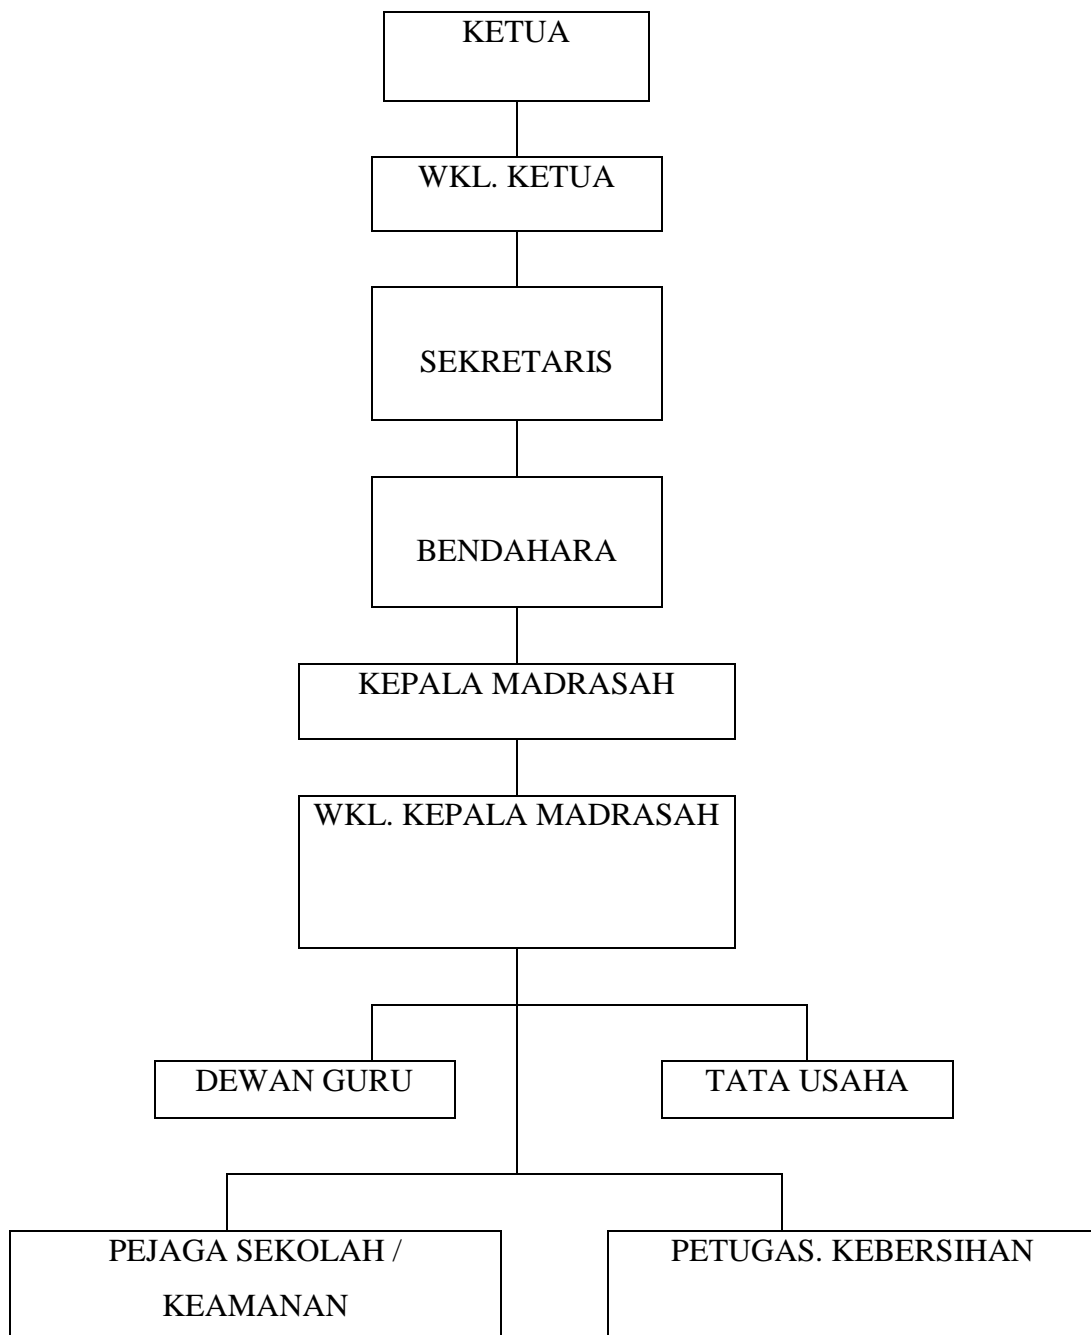 KETUA
WKL. KETUA
SEKRETARIS
BENDAHARA
KEPALA MADRASAH
WKL. KEPALA MADRASAH
DEWAN GURU
TATA USAHA
PEJAGA SEKOLAH /
KEAMANAN
PETUGAS. KEBERSIHAN